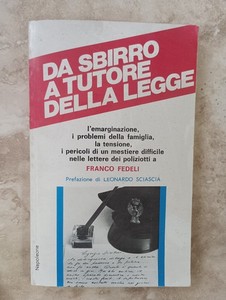 DA SBIRRO
A TUTORE
DELLA LEGGE
l'emarginazione,
i problemi della famiglia,
la tensione,
i pericoli di un mestiere difficile
nelle lettere dei poliziotti a
FRANCO FEDELI
Prefazione di LEONARDO SCIASCIA
Napoleone